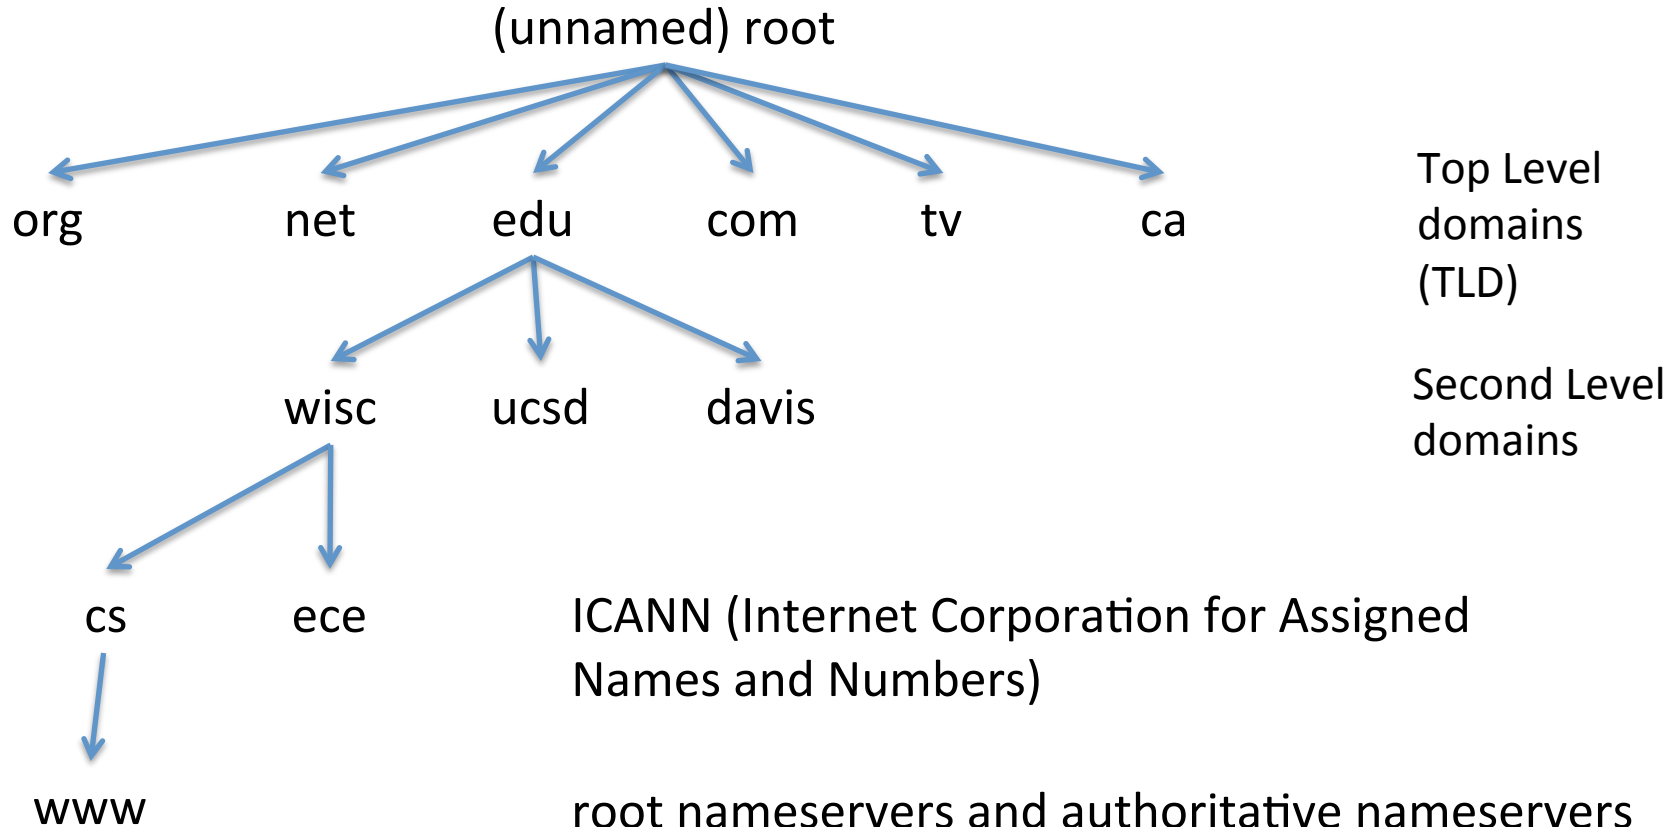 (unnamed) root
org net edu com tv ca
Top Level
domains
(TLD)
wisc ucsd davis
Second Level
domains
cs ece
ICANN (Internet Corporation for Assigned
Names and Numbers)
www
root nameservers and authoritative nameservers